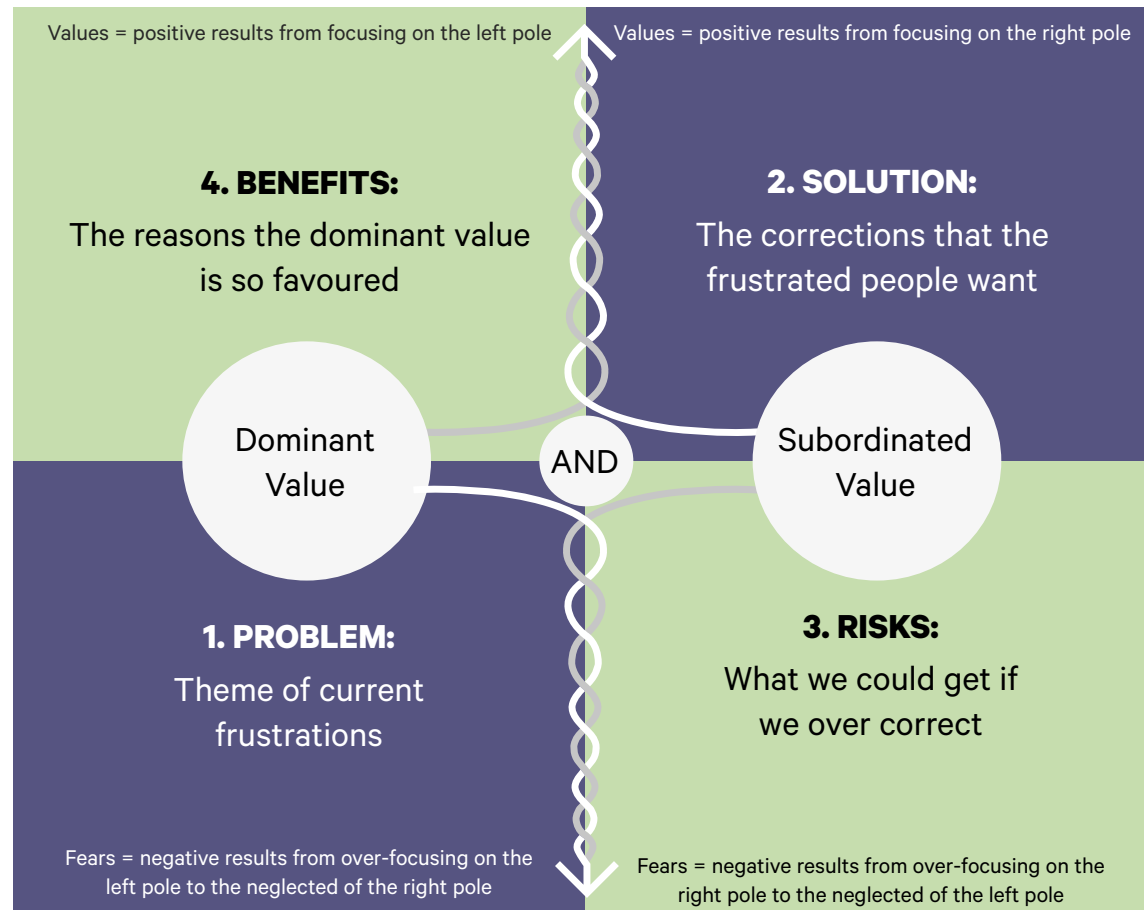 Values = positive results from focusing on the left pole
Values = positive results from focusing on the right pole
4. BENEFITS:
The reasons the dominant value
is so favoured
2. SOLUTION:
The corrections that the
frustrated people want
Dominant
Value
AND
Subordinated
Value
1. PROBLEM:
Theme of current
frustrations
3. RISKS:
What we could get if
we over correct
Fears = negative results from over-focusing on the
left pole to the neglected of the right pole
Fears = negative results from over-focusing on the
right pole to the neglected of the left pole